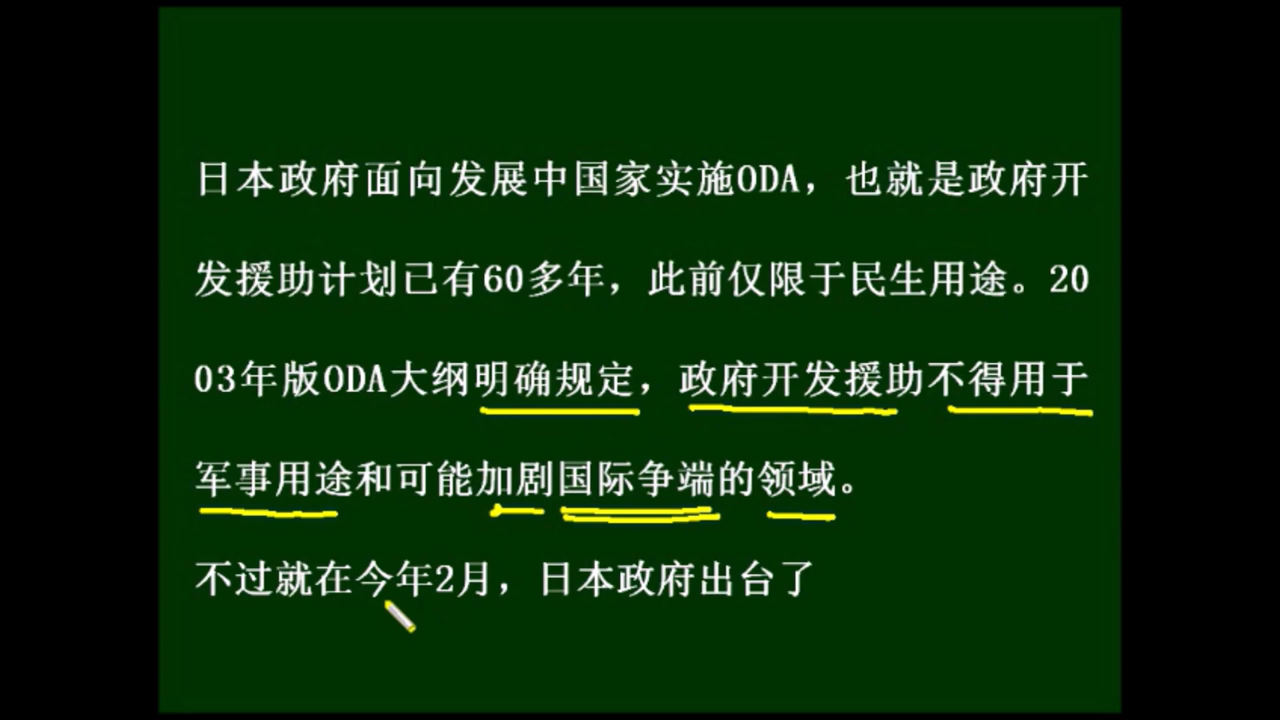 日本政府面向发展中国家实施ODA，也就是政府开
发援助计划已有60多年，此前仅限于民生用途。20
03年版ODA大纲明确规定，政府开发援助不得用于
军事用途和可能加剧国际争端的领域。
不过就在今年2月，日本政府出台了